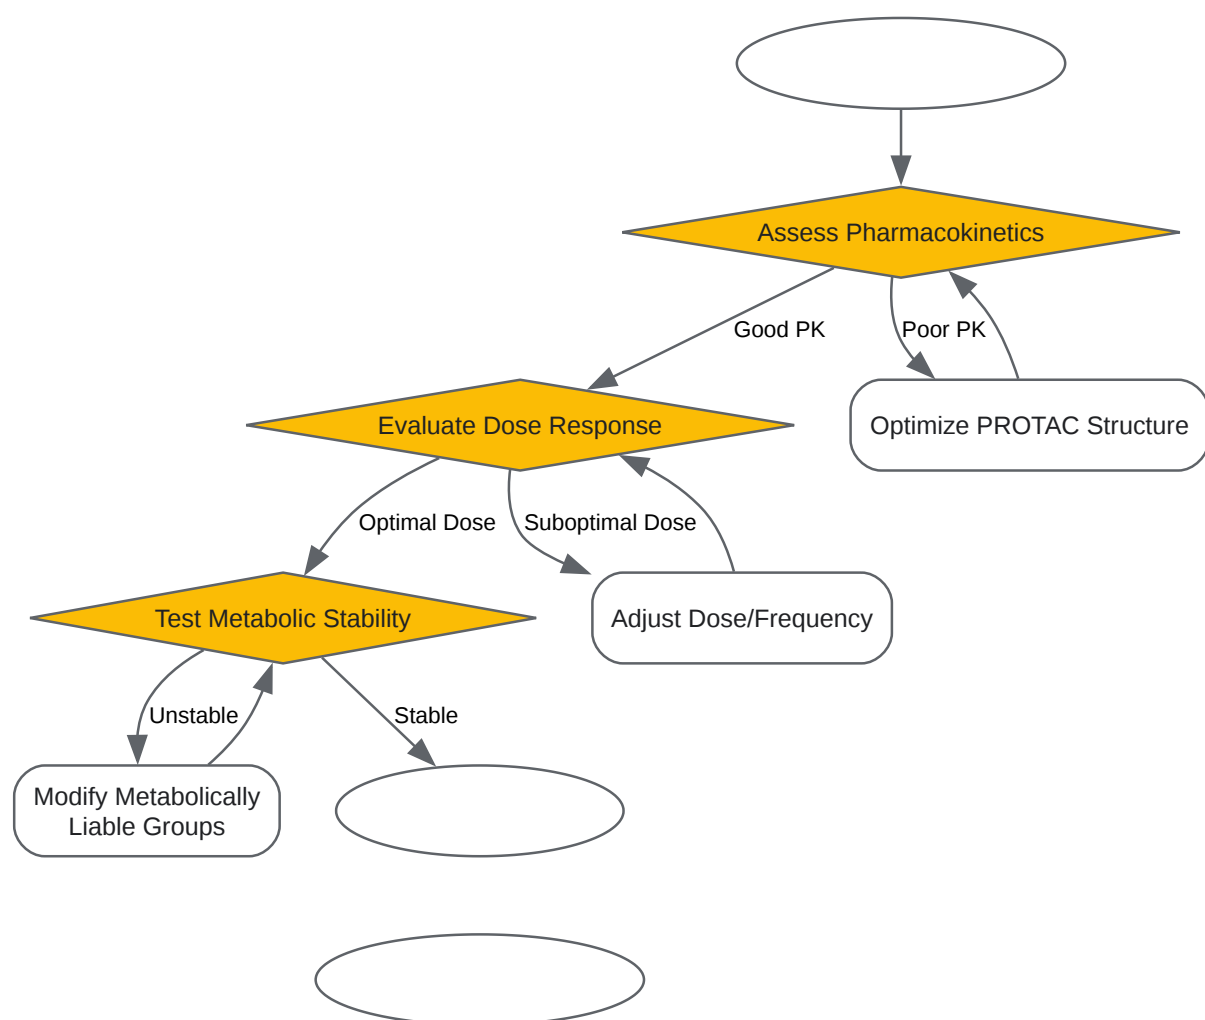 Assess Pharmacokinetics
Good PK
Poor PK
Optimize PROTAC Structure
Evaluate Dose Response
Optimal Dose
Suboptimal Dose
Adjust Dose/Frequency
Test Metabolic Stability
Unstable
Stable
Modify Metabolically
Liable Groups